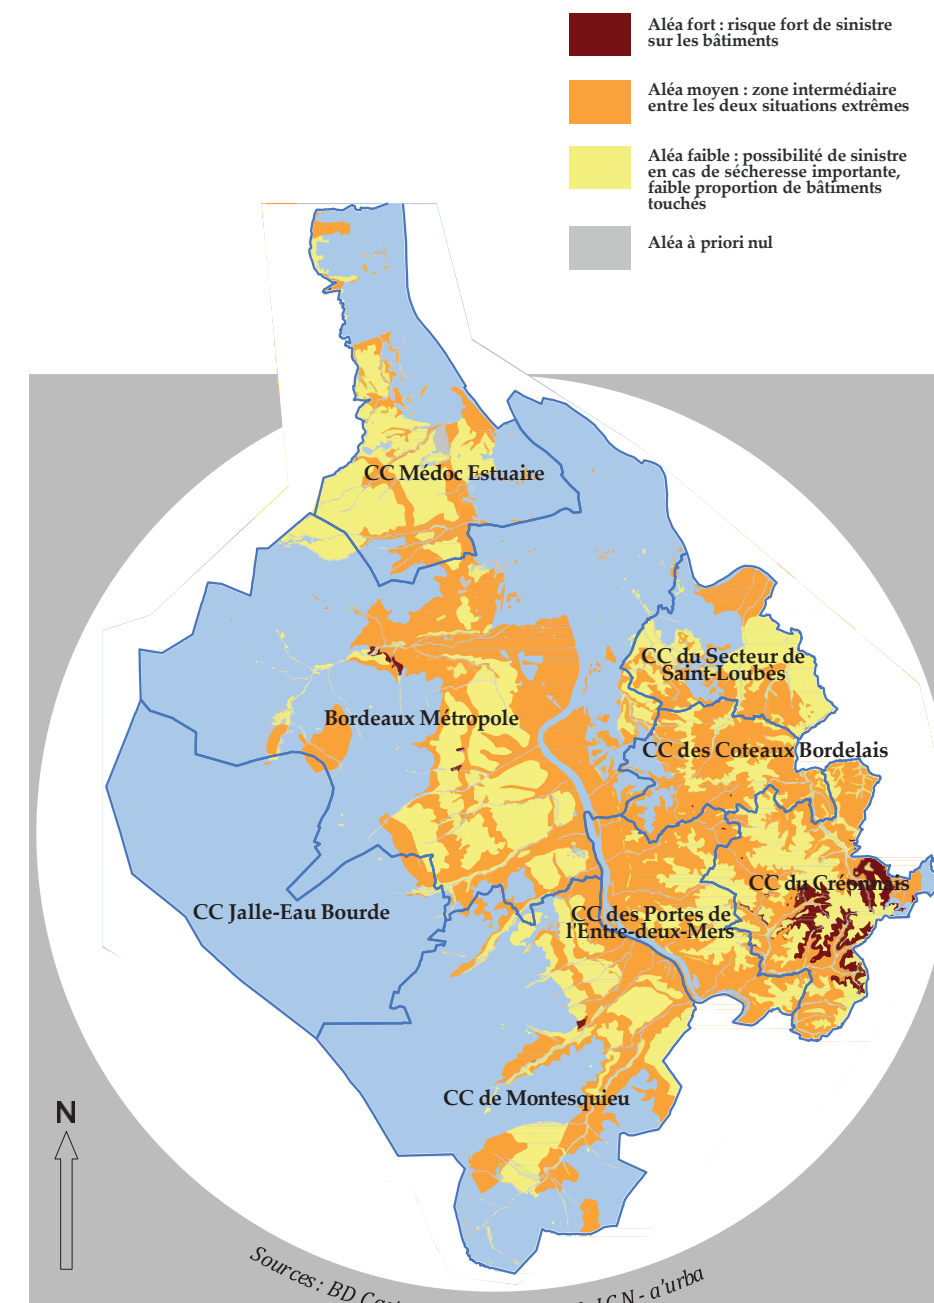 Aléa fort : risque fort de sinistre
sur les bâtiments
Aléa moyen : zone intermédiaire
entre les deux situations extrêmes
Aléa faible : possibilité de sinistre
en cas de sécheresse importante,
faible proportion de bâtiments
touchés
Aléa à priori nul
CC Médoc Estuaire
CC du Secteur de
Saint-Loubès
Bordeaux Métropole
CC des Coteaux Bordelais
CC du Créonnais
CC Jalle-Eau Bourde
CC des Portes de
l'Entre-deux-Mers
CC de Montesquieu
N
Sources : BD
IGN - a'urba